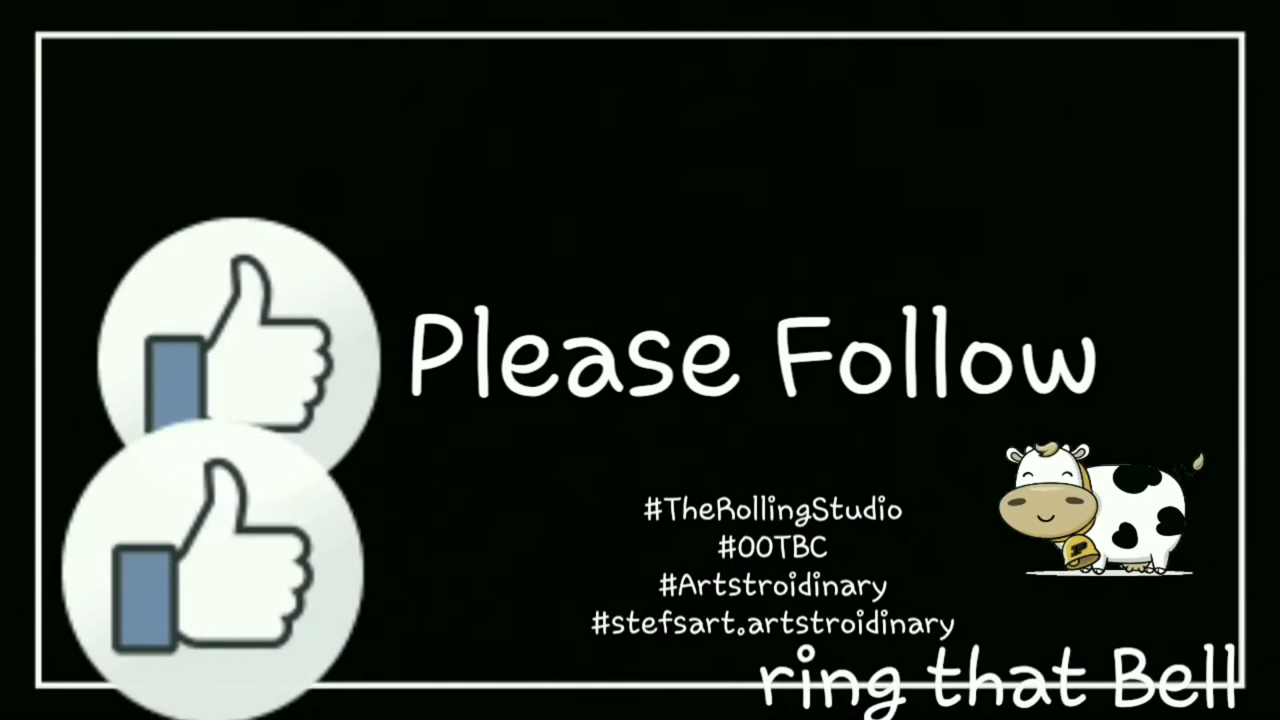 Please Follow
#TheRollingStudio
#OOTBC
#Artstroidinary
#stefsart.artstroidinary
ring that Bell